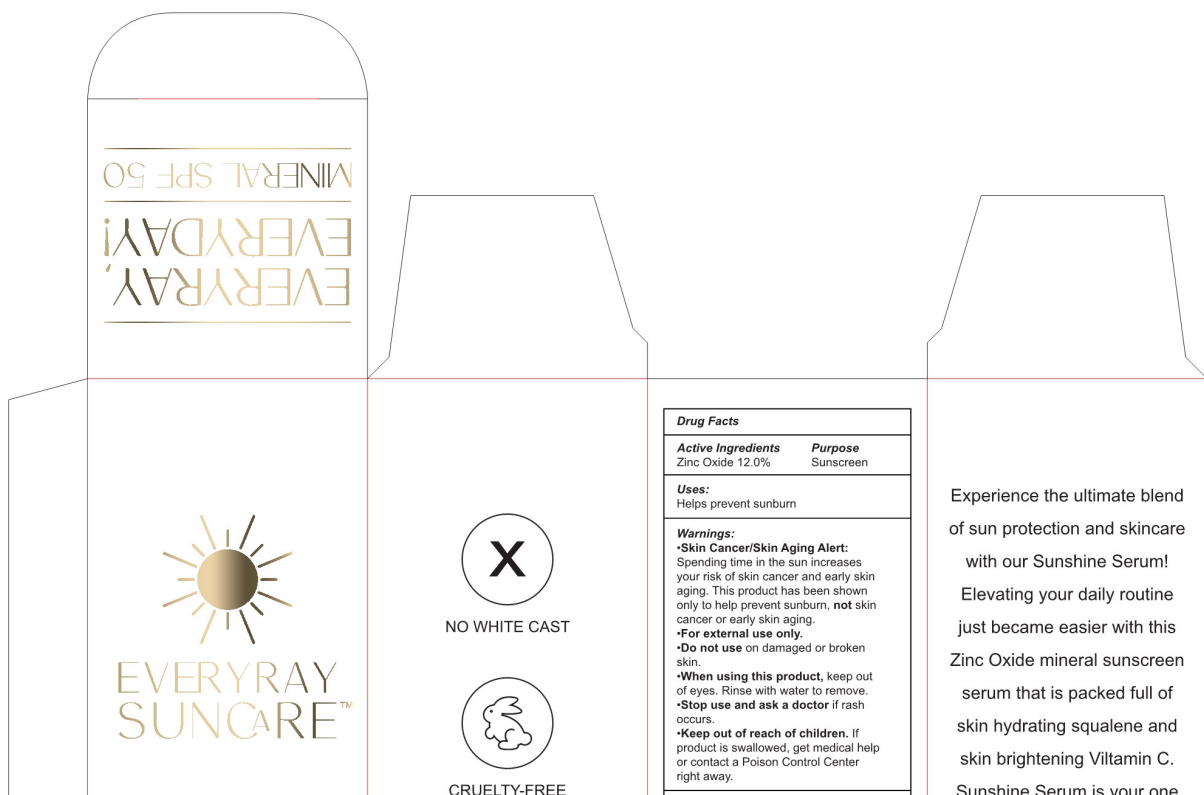 EVERYRAY,
EVERYDAY!
MINERAL SPF 50
EVERYRAY
SUNCARE™
X
NO WHITE CAST
CRUELTY-FREE
Drug Facts
Active Ingredients Purpose
Zinc Oxide 12.0% Sunscreen
Uses:
Helps prevent sunburn
Warnings:
•Skin Cancer/Skin Aging Alert:
Spending time in the sun increases
your risk of skin cancer and early skin
aging. This product has been shown
only to help prevent sunburn, not skin
cancer or early skin aging.
•For external use only.
•Do not use on damaged or broken
skin.
•When using this product, keep out
of eyes. Rinse with water to remove.
•Stop use and ask a doctor if rash
occurs.
•Keep out of reach of children. If
product is swallowed, get medical help
or contact a Poison Control Center
right away.
Experience the ultimate blend
of sun protection and skincare
with our Sunshine Serum!
Elevating your daily routine
just became easier with this
Zinc Oxide mineral sunscreen
serum that is packed full of
skin hydrating squalene and
skin brightening Viltamin C.
Sunshine Serum is your one